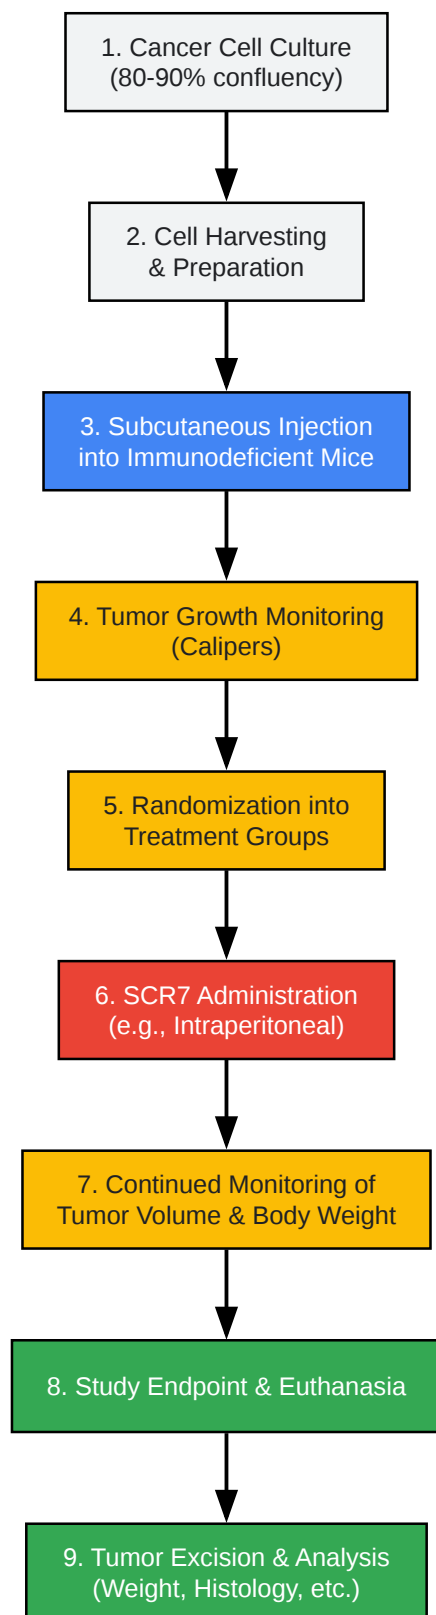 1. Cancer Cell Culture
(80-90% confluency)
2. Cell Harvesting
& Preparation
3. Subcutaneous Injection
into Immunodeficient Mice
4. Tumor Growth Monitoring
(Calipers)
5. Randomization into
Treatment Groups
6. SCR7 Administration
(e.g., Intraperitoneal)
7. Continued Monitoring of
Tumor Volume & Body Weight
8. Study Endpoint & Euthanasia
9. Tumor Excision & Analysis
(Weight, Histology, etc.)